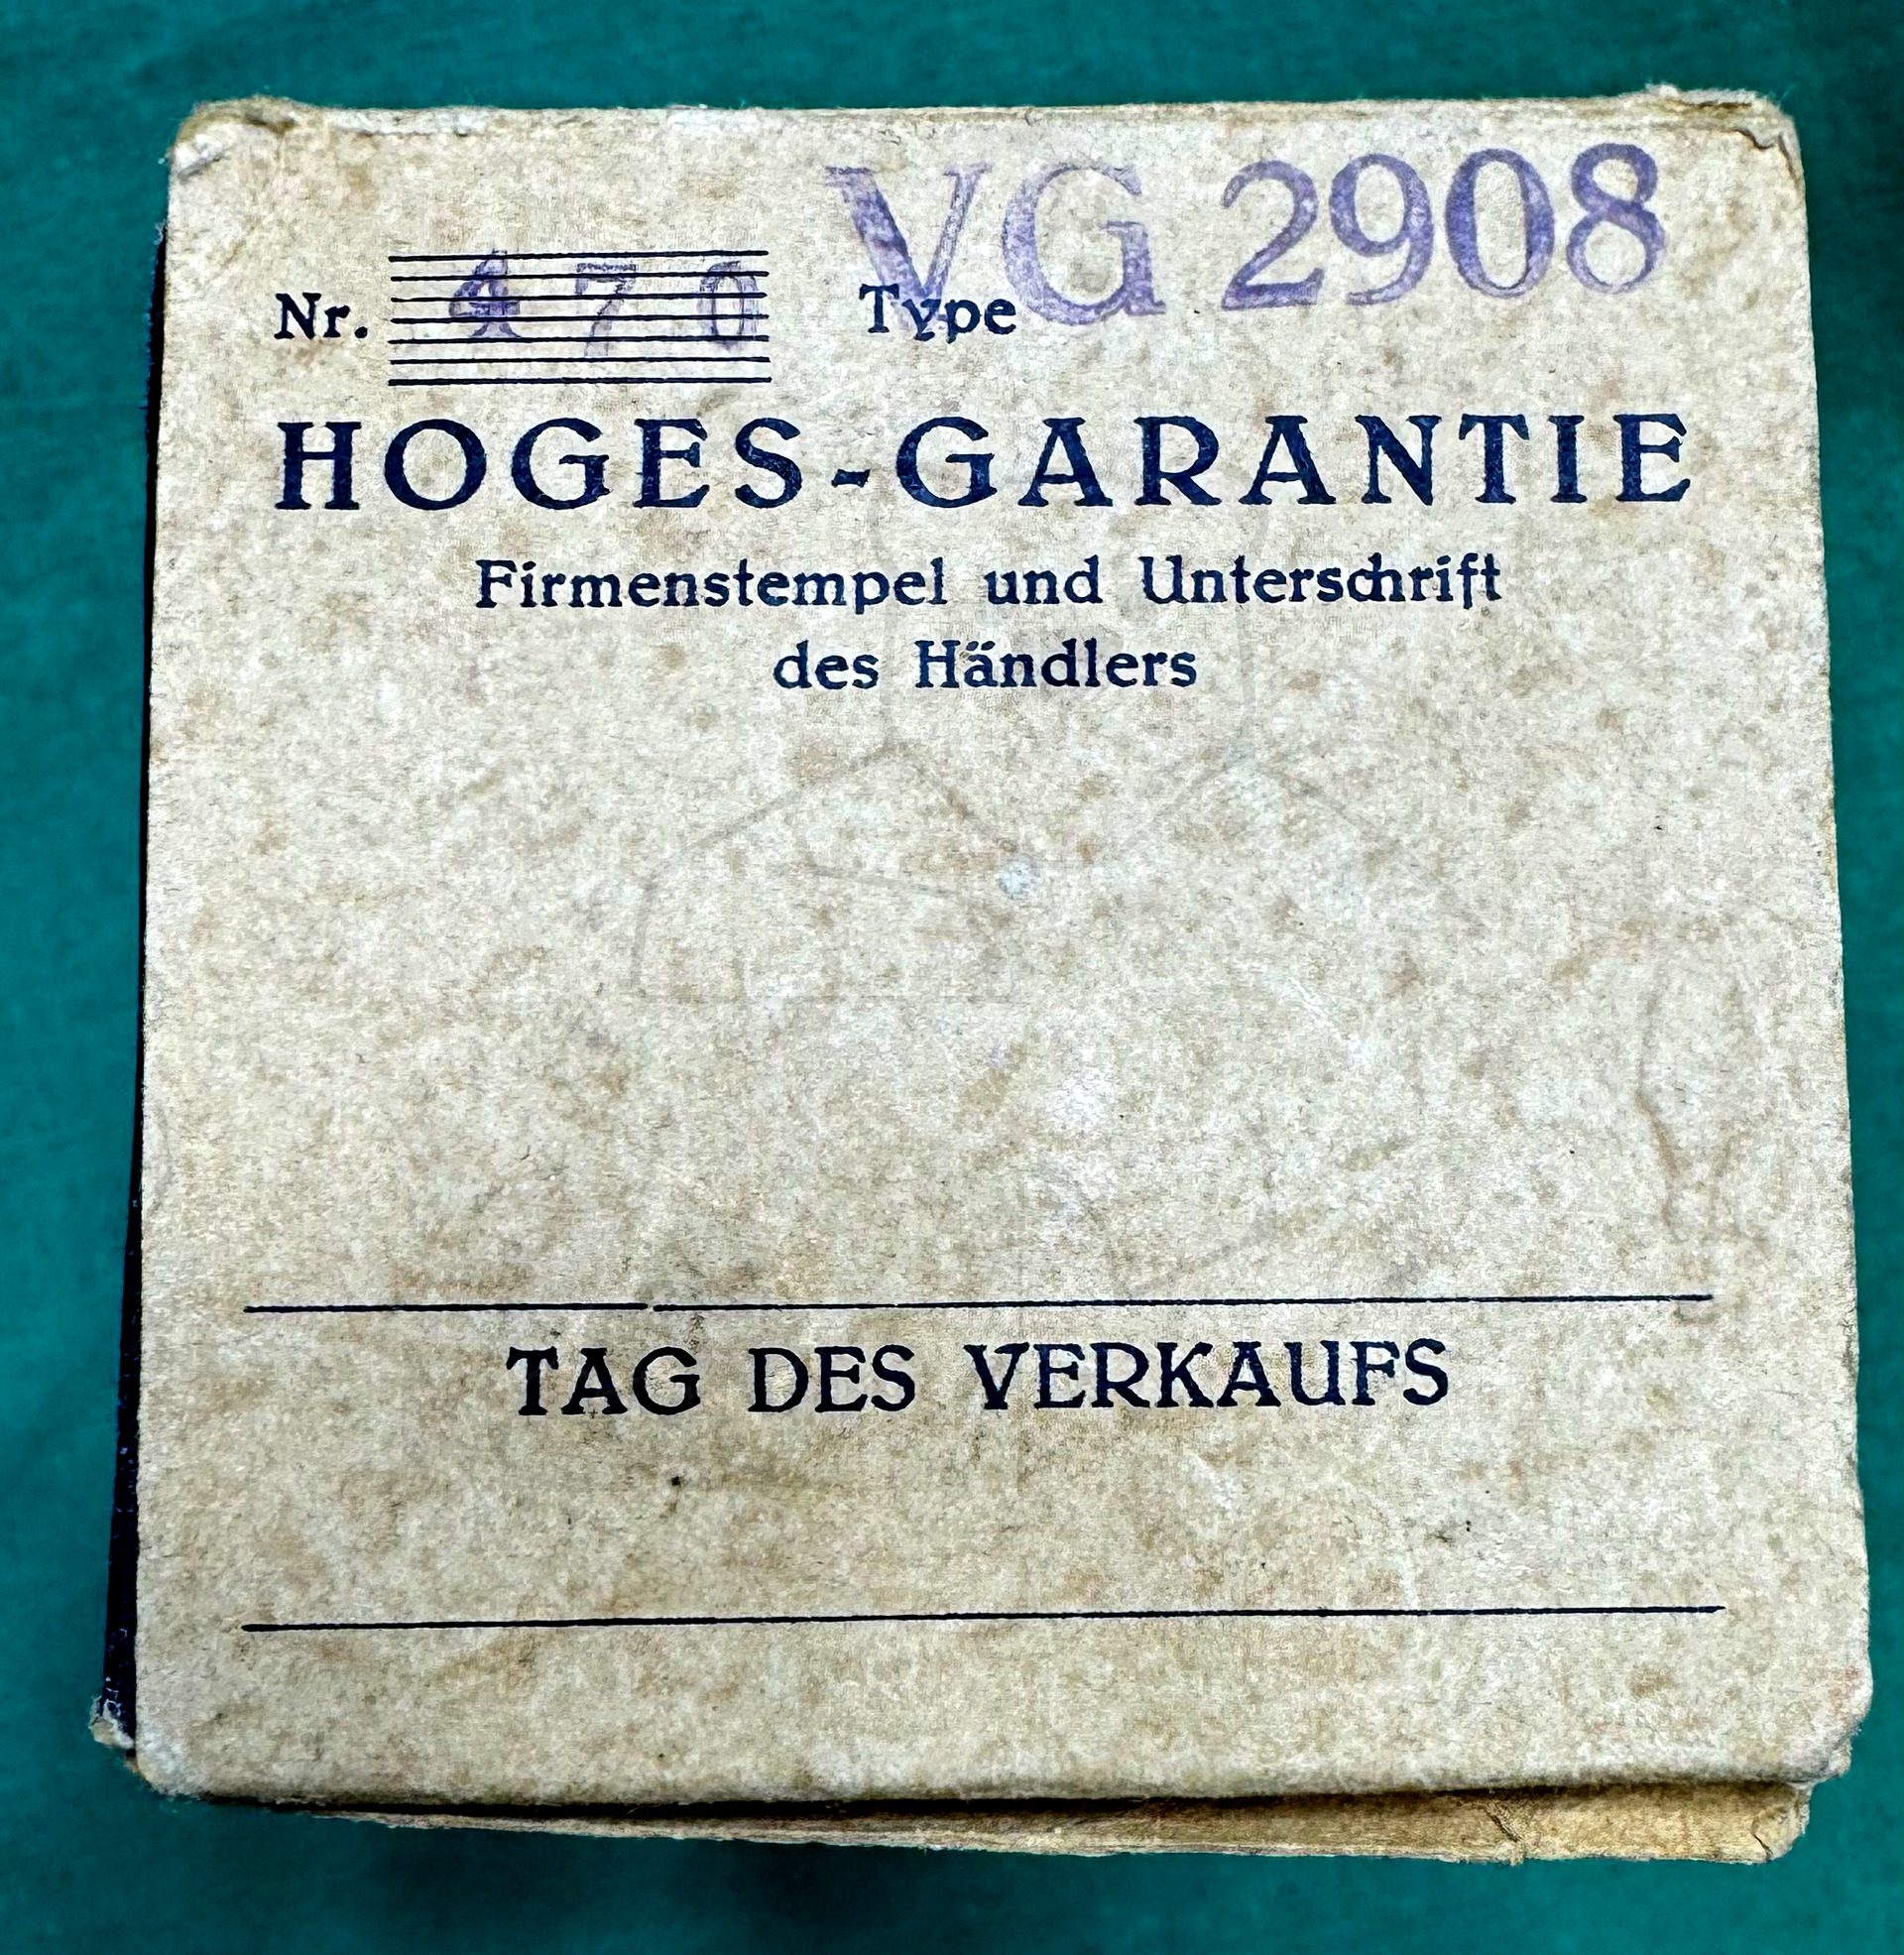 VG 2908
Nr. 470 Type
HOGES-GARANTIE
Firmenstempel und Unterschrift
des Händlers
TAG DES VERKAUFS